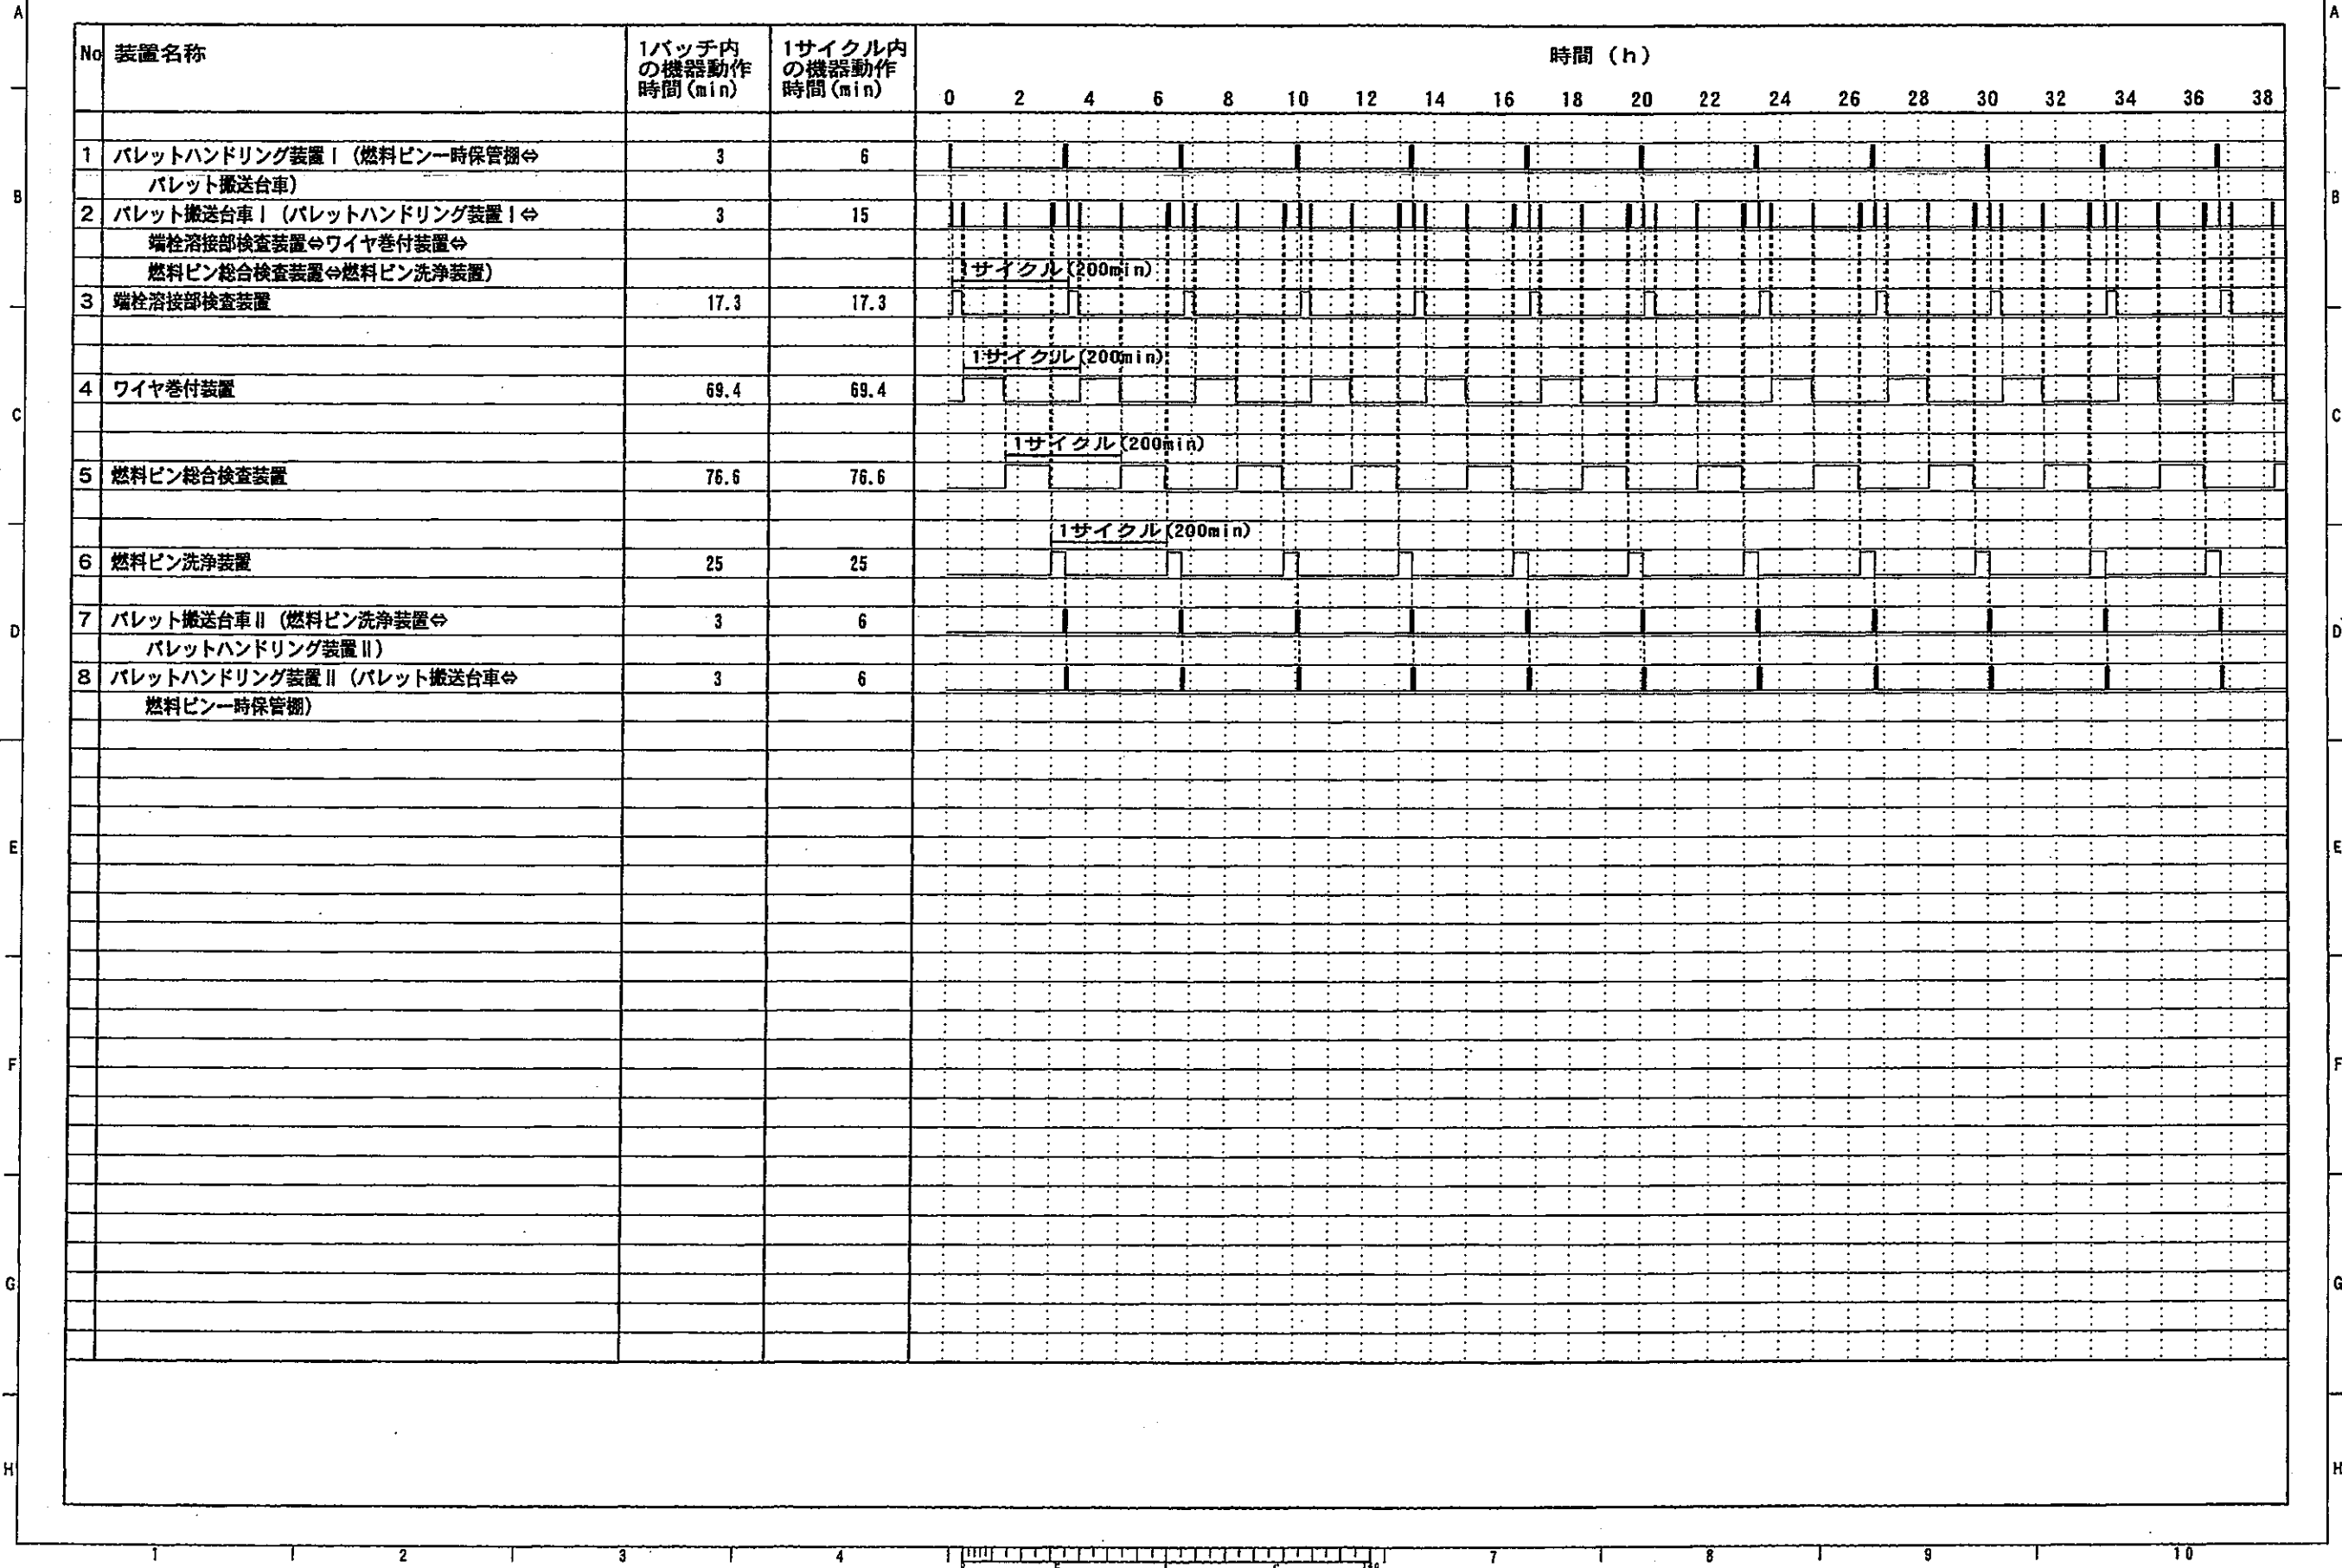 A
A
No 装置名称 1バッチ内 1サイクル内 時間 (h)
の機器動作 の機器動作
時間(min) 時間(min)
0 2 4 6 8 10 12 14 16 18 20 22 24 26 28 30 32 34 36 38
1 パレットハンドリング装置Ⅰ (燃料ピン一時保管棚⇔ 3 6
パレット搬送台車)
B
B
2 パレット搬送台車Ⅰ (パレットハンドリング装置Ⅰ⇔ 3 15
端栓溶接部検査装置⇔ワイヤ巻付装置⇔
燃料ピン総合検査装置⇔燃料ピン洗浄装置)
1サイクル(200min)
3 端栓溶接部検査装置 17.3 17.3
1サイクル(200min)
4 ワイヤ巻付装置 69.4 69.4
C
C
1サイクル(200min)
5 燃料ピン総合検査装置 76.6 76.6
1サイクル(200min)
6 燃料ピン洗浄装置 25 25
7 パレット搬送台車Ⅱ (燃料ピン洗浄装置⇔ 3 6
D
D
パレットハンドリング装置Ⅱ)
8 パレットハンドリング装置Ⅱ (パレット搬送台車⇔ 3 6
燃料ピン一時保管棚)
E
E
F
F
G
G
H
H
1 2 3 4 7 8 9 10